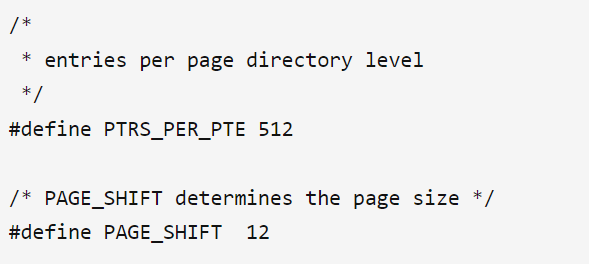 /*
 * entries per page directory level
 */
#define PTRS_PER_PTE 512

/* PAGE_SHIFT determines the page size */
#define PAGE_SHIFT  12